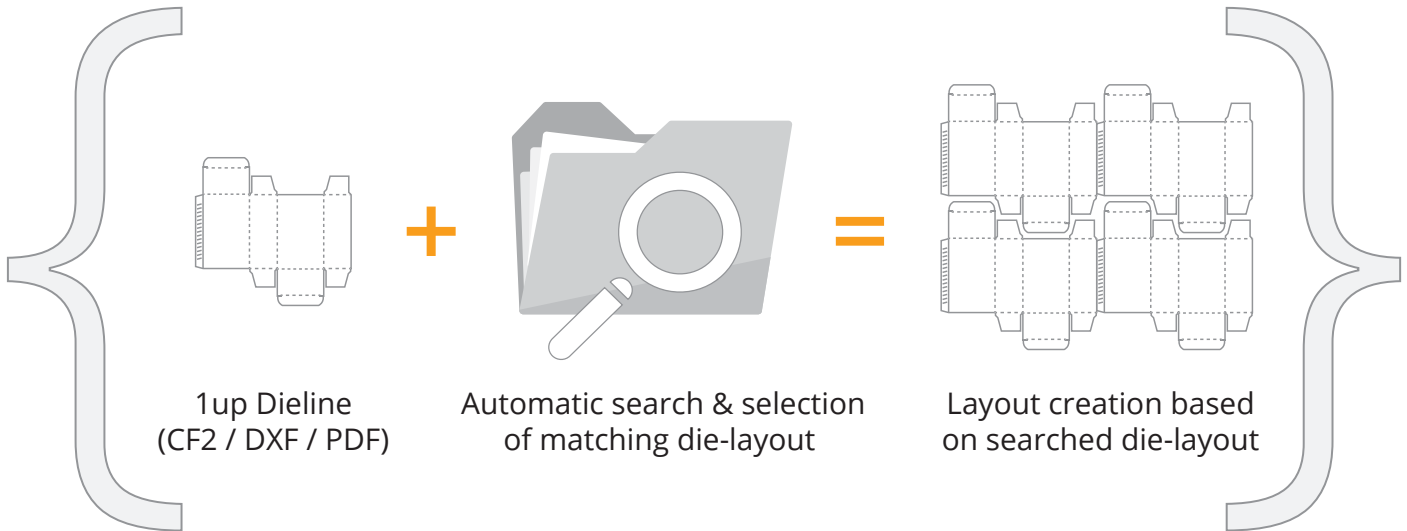 +
=
1up Dieline
(CF2 / DXF / PDF)
Automatic search & selection
of matching die-layout
Layout creation based
on searched die-layout